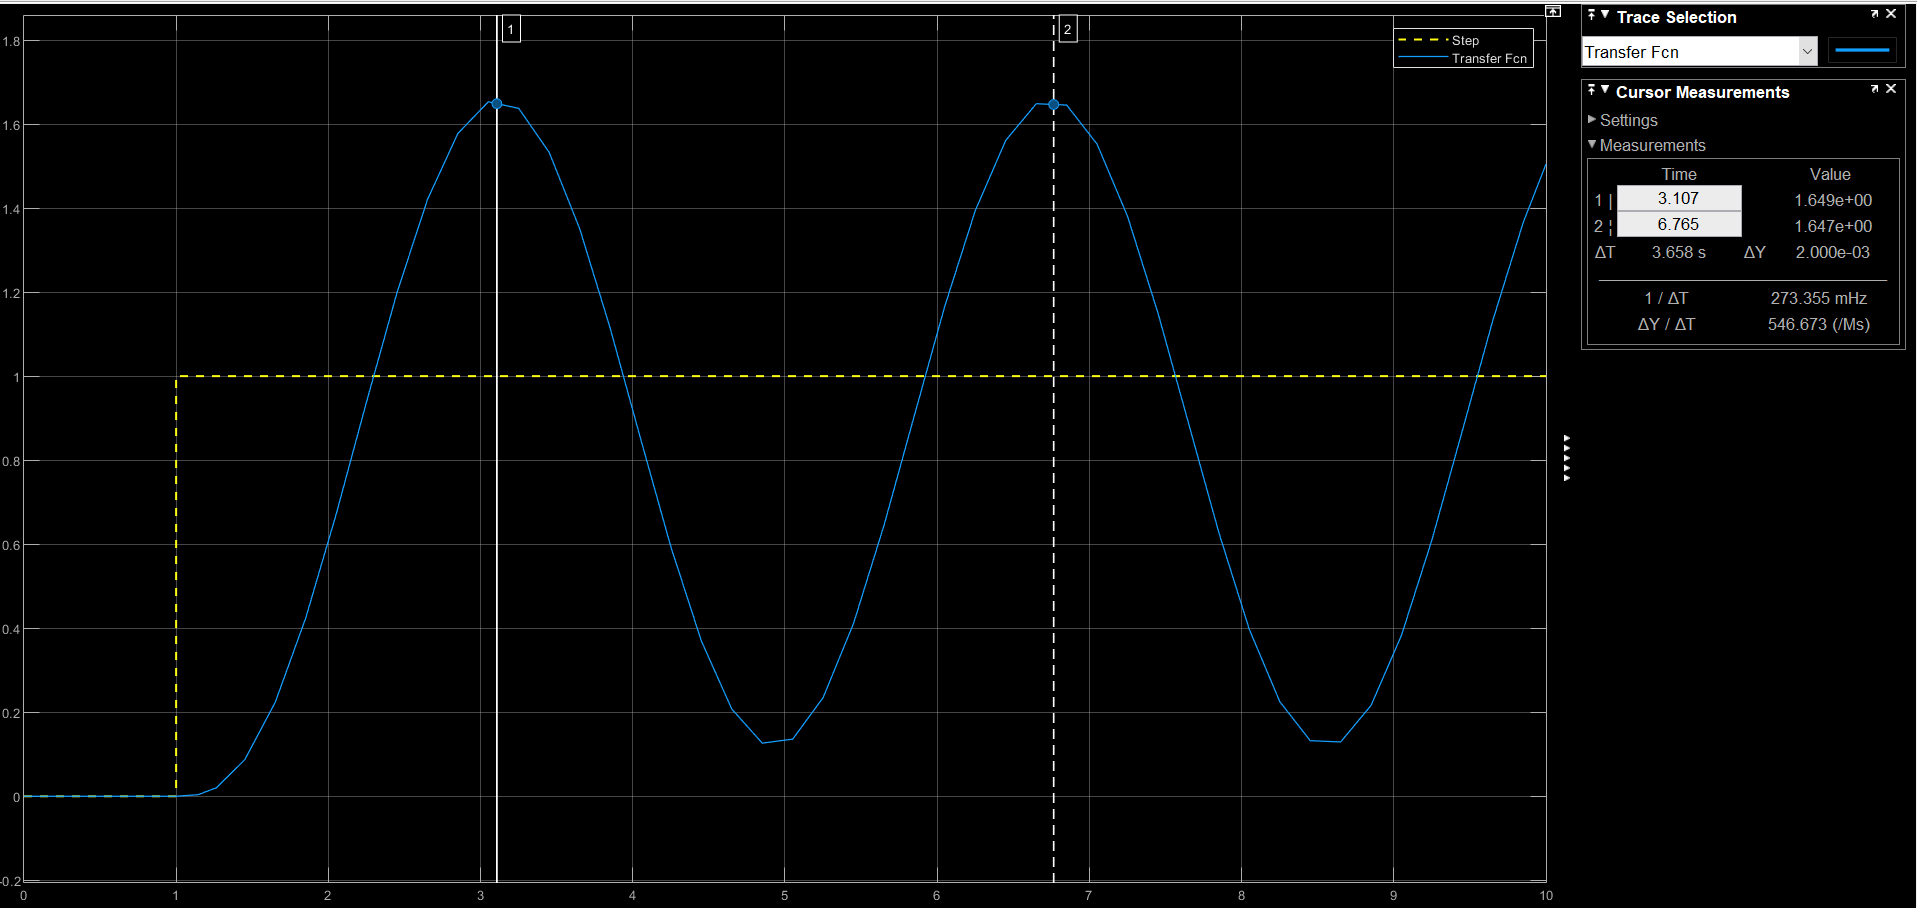 1
2
Step
Transfer Fcn
1.8
1.6
1.4
1.2
1
0.8
0.6
0.4
0.2
0
-0.2
0 1 2 3 4 5 6 7 8 9 10
Trace Selection
Transfer Fcn
Cursor Measurements
Settings
Measurements
Time Value
1 | 3.107 1.649e+00
2 ¦ 6.765 1.647e+00
ΔT 3.658 s ΔY 2.000e-03
1 / ΔT 273.355 mHz
ΔY / ΔT 546.673 (/Ms)